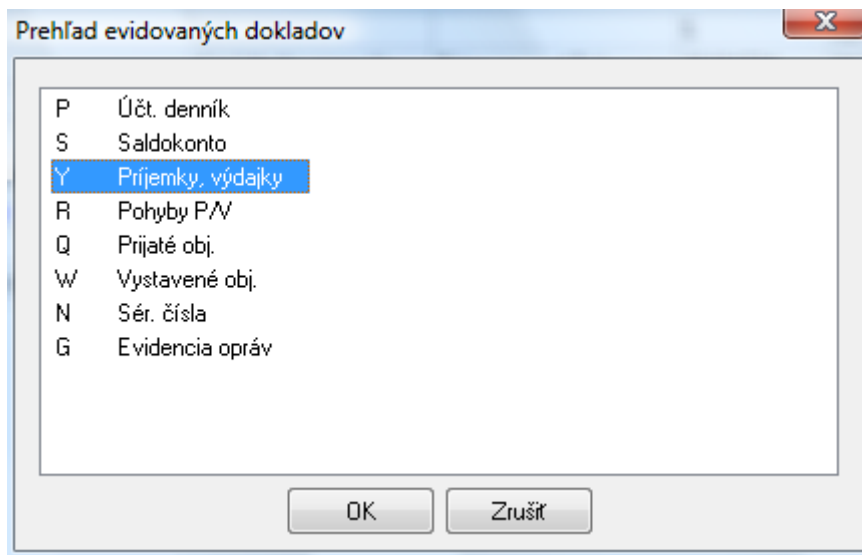 Prehľad evidovaných dokladov
P Účt. denník
S Saldokonto
Y Príjemky, výdajky
R Pohyby P/V
Q Prijaté obj.
W Vystavené obj.
N Sér. čísla
G Evidencia opráv
OK Zrušiť